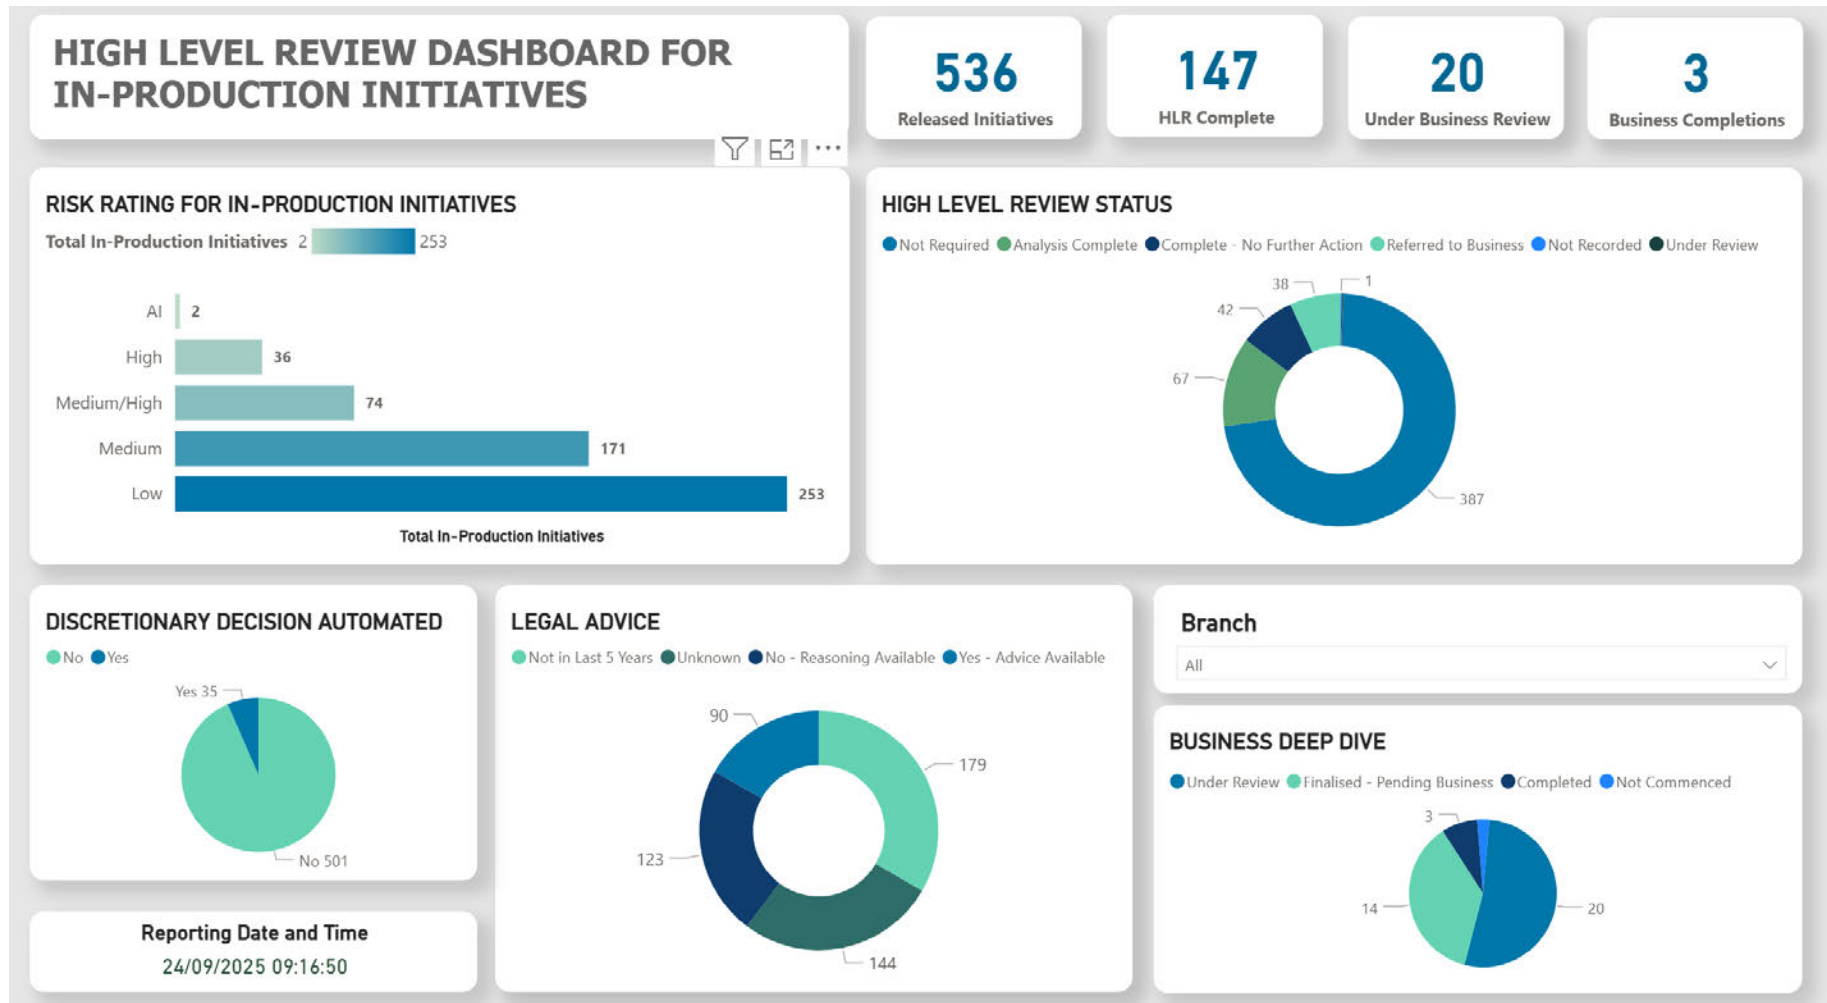 HIGH LEVEL REVIEW DASHBOARD FOR
IN-PRODUCTION INITIATIVES
536
Released Initiatives
147
HLR Complete
20
Under Business Review
3
Business Completions
RISK RATING FOR IN-PRODUCTION INITIATIVES
Total In-Production Initiatives 2 253
AI 2
High 36
Medium/High 74
Medium 171
Low 253
Total In-Production Initiatives
HIGH LEVEL REVIEW STATUS
Not Required Analysis Complete Complete - No Further Action Referred to Business Not Recorded Under Review
38 1
42
67
387
DISCRETIONARY DECISION AUTOMATED
No Yes
Yes 35
No 501
Reporting Date and Time
24/09/2025 09:16:50
LEGAL ADVICE
Not in Last 5 Years Unknown No - Reasoning Available Yes - Advice Available
90
179
123
144
Branch
All
BUSINESS DEEP DIVE
Under Review Finalised - Pending Business Completed Not Commenced
3
14
20